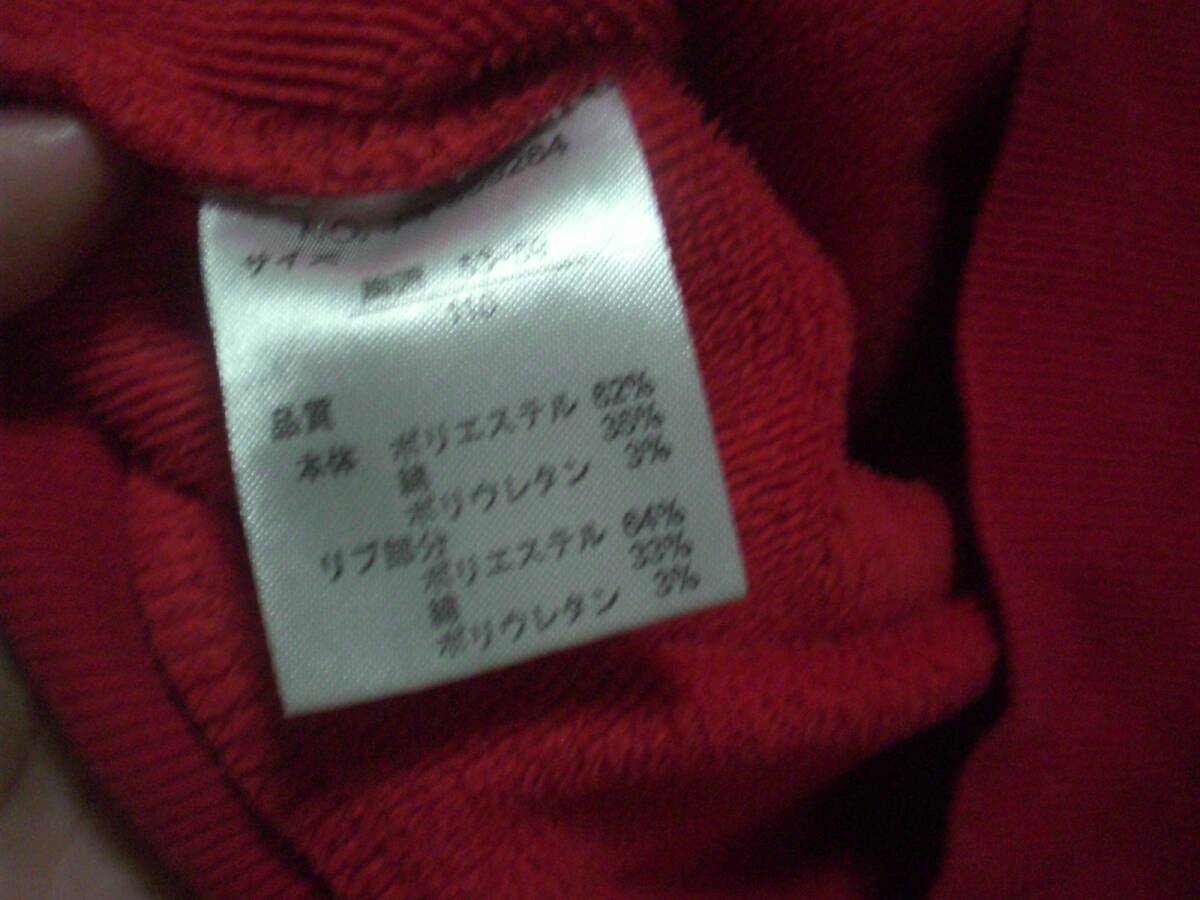 NO.
サイズ
110
品質
本体 ポリエステル 62%
綿 35%
ポリウレタン 3%
リブ部分
ポリエステル 64%
綿 33%
ポリウレタン 3%